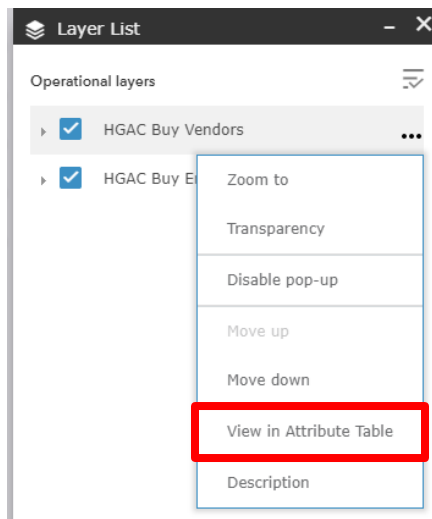 Layer List
Operational layers
HGAC Buy Vendors
HGAC Buy
Zoom to
Transparency
Disable pop-up
Move up
Move down
View in Attribute Table
Description